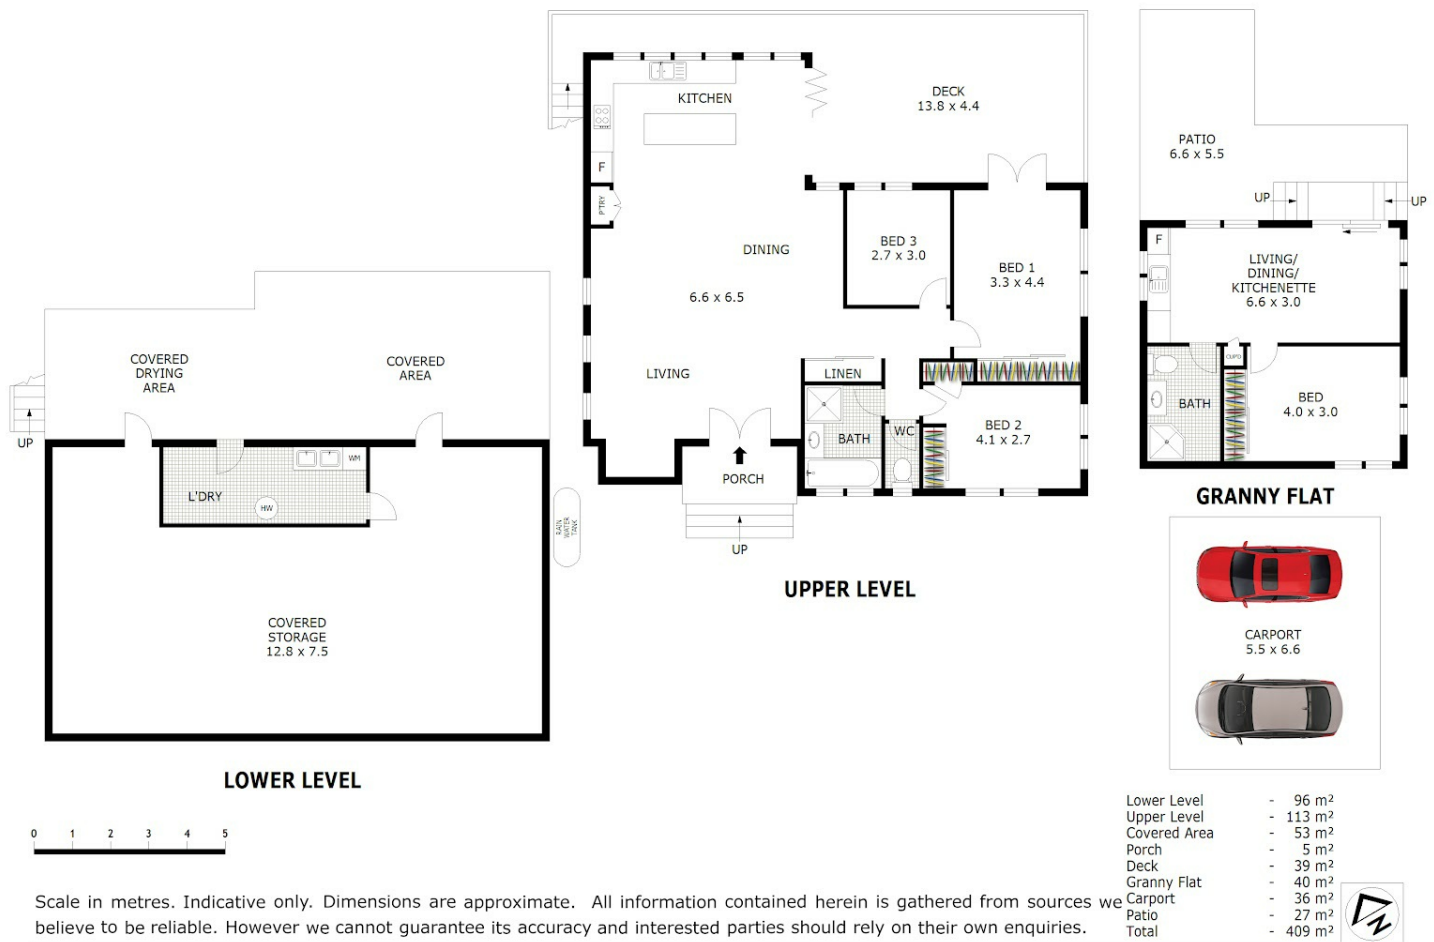 COVERED
DRYING
AREA
COVERED
AREA
UP
L'DRY
HW
WM
RAIN
WATER
TANK
COVERED
STORAGE
12.8 x 7.5
LOWER LEVEL
0 1 2 3 4 5
KITCHEN
F
P'TRY
DECK
13.8 x 4.4
DINING
6.6 x 6.5
LIVING
BED 3
2.7 x 3.0
BED 1
3.3 x 4.4
LINEN
BATH
WC
BED 2
4.1 x 2.7
PORCH
UP
UPPER LEVEL
PATIO
6.6 x 5.5
UP
UP
F
LIVING/
DINING/
KITCHENETTE
6.6 x 3.0
CUP'D
BATH
BED
4.0 x 3.0
GRANNY FLAT
CARPORT
5.5 x 6.6
Lower Level - 96 m²
Upper Level - 113 m²
Covered Area - 53 m²
Porch - 5 m²
Deck - 39 m²
Granny Flat - 40 m²
Carport - 36 m²
Patio - 27 m²
Total - 409 m²
N
Scale in metres. Indicative only. Dimensions are approximate. All information contained herein is gathered from sources we
believe to be reliable. However we cannot guarantee its accuracy and interested parties should rely on their own enquiries.